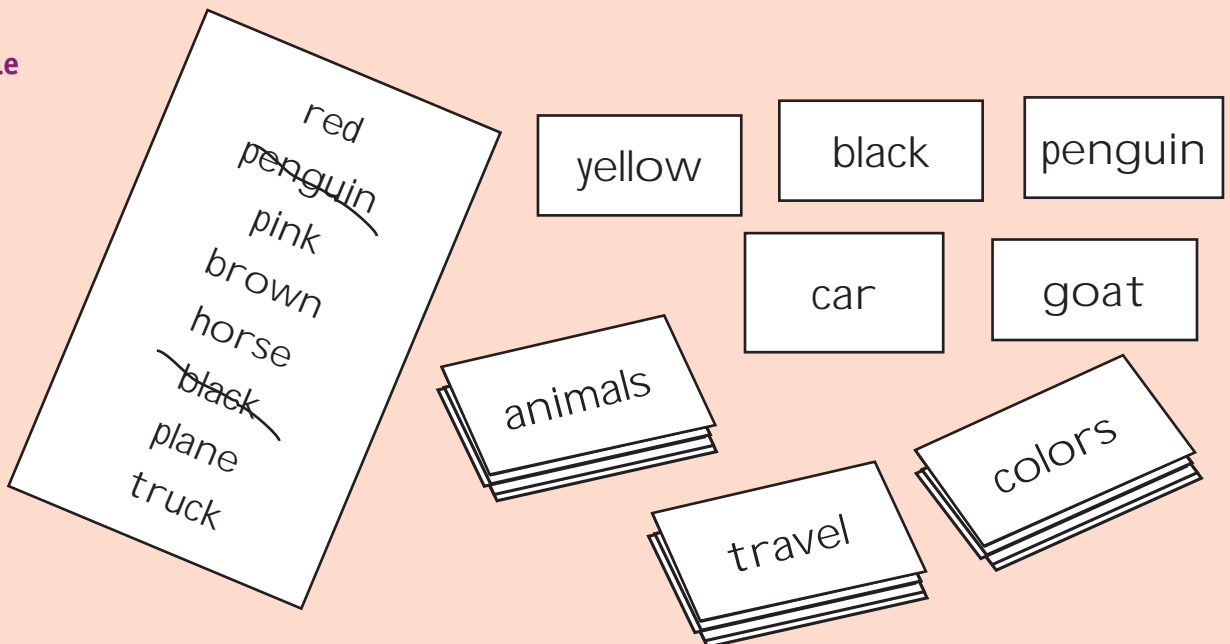 red
penguin
pink
brown
horse
black
plane
truck
yellow
black
penguin
car
goat
animals
travel
colors